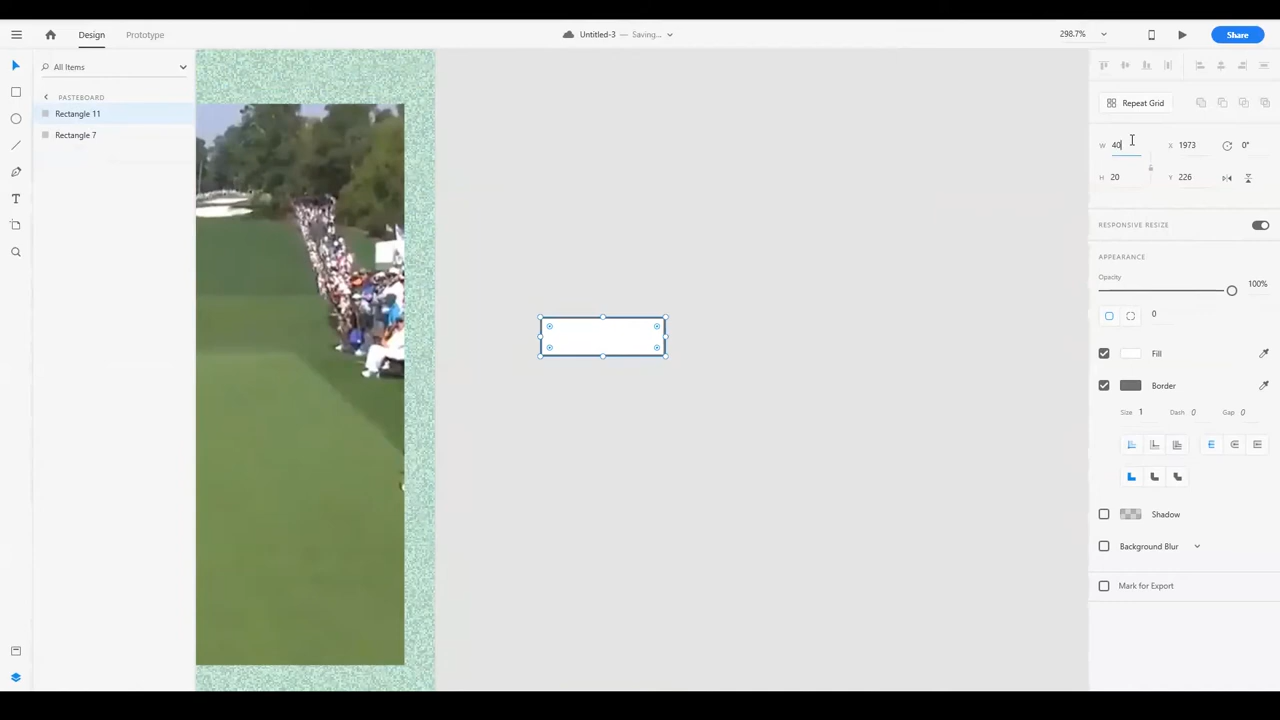 Design
Prototype
Untitled-3 — Saving...
298.7%
Share
All Items
PASTEBOARD
Rectangle 11
Rectangle 7
Repeat Grid
W 40
X 1973
0°
H 20
Y 226
RESPONSIVE RESIZE
APPEARANCE
Opacity
100%
0
Fill
Border
Size 1
Dash 0
Gap 0
Shadow
Background Blur
Mark for Export